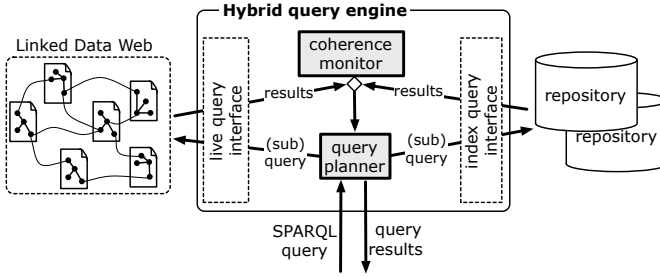 Hybrid query engine
Linked Data Web
coherence
monitor
live query
interface
index query
interface
results
results
repository
repository
(sub)
query
query
planner
(sub)
query
SPARQL
query
query
results